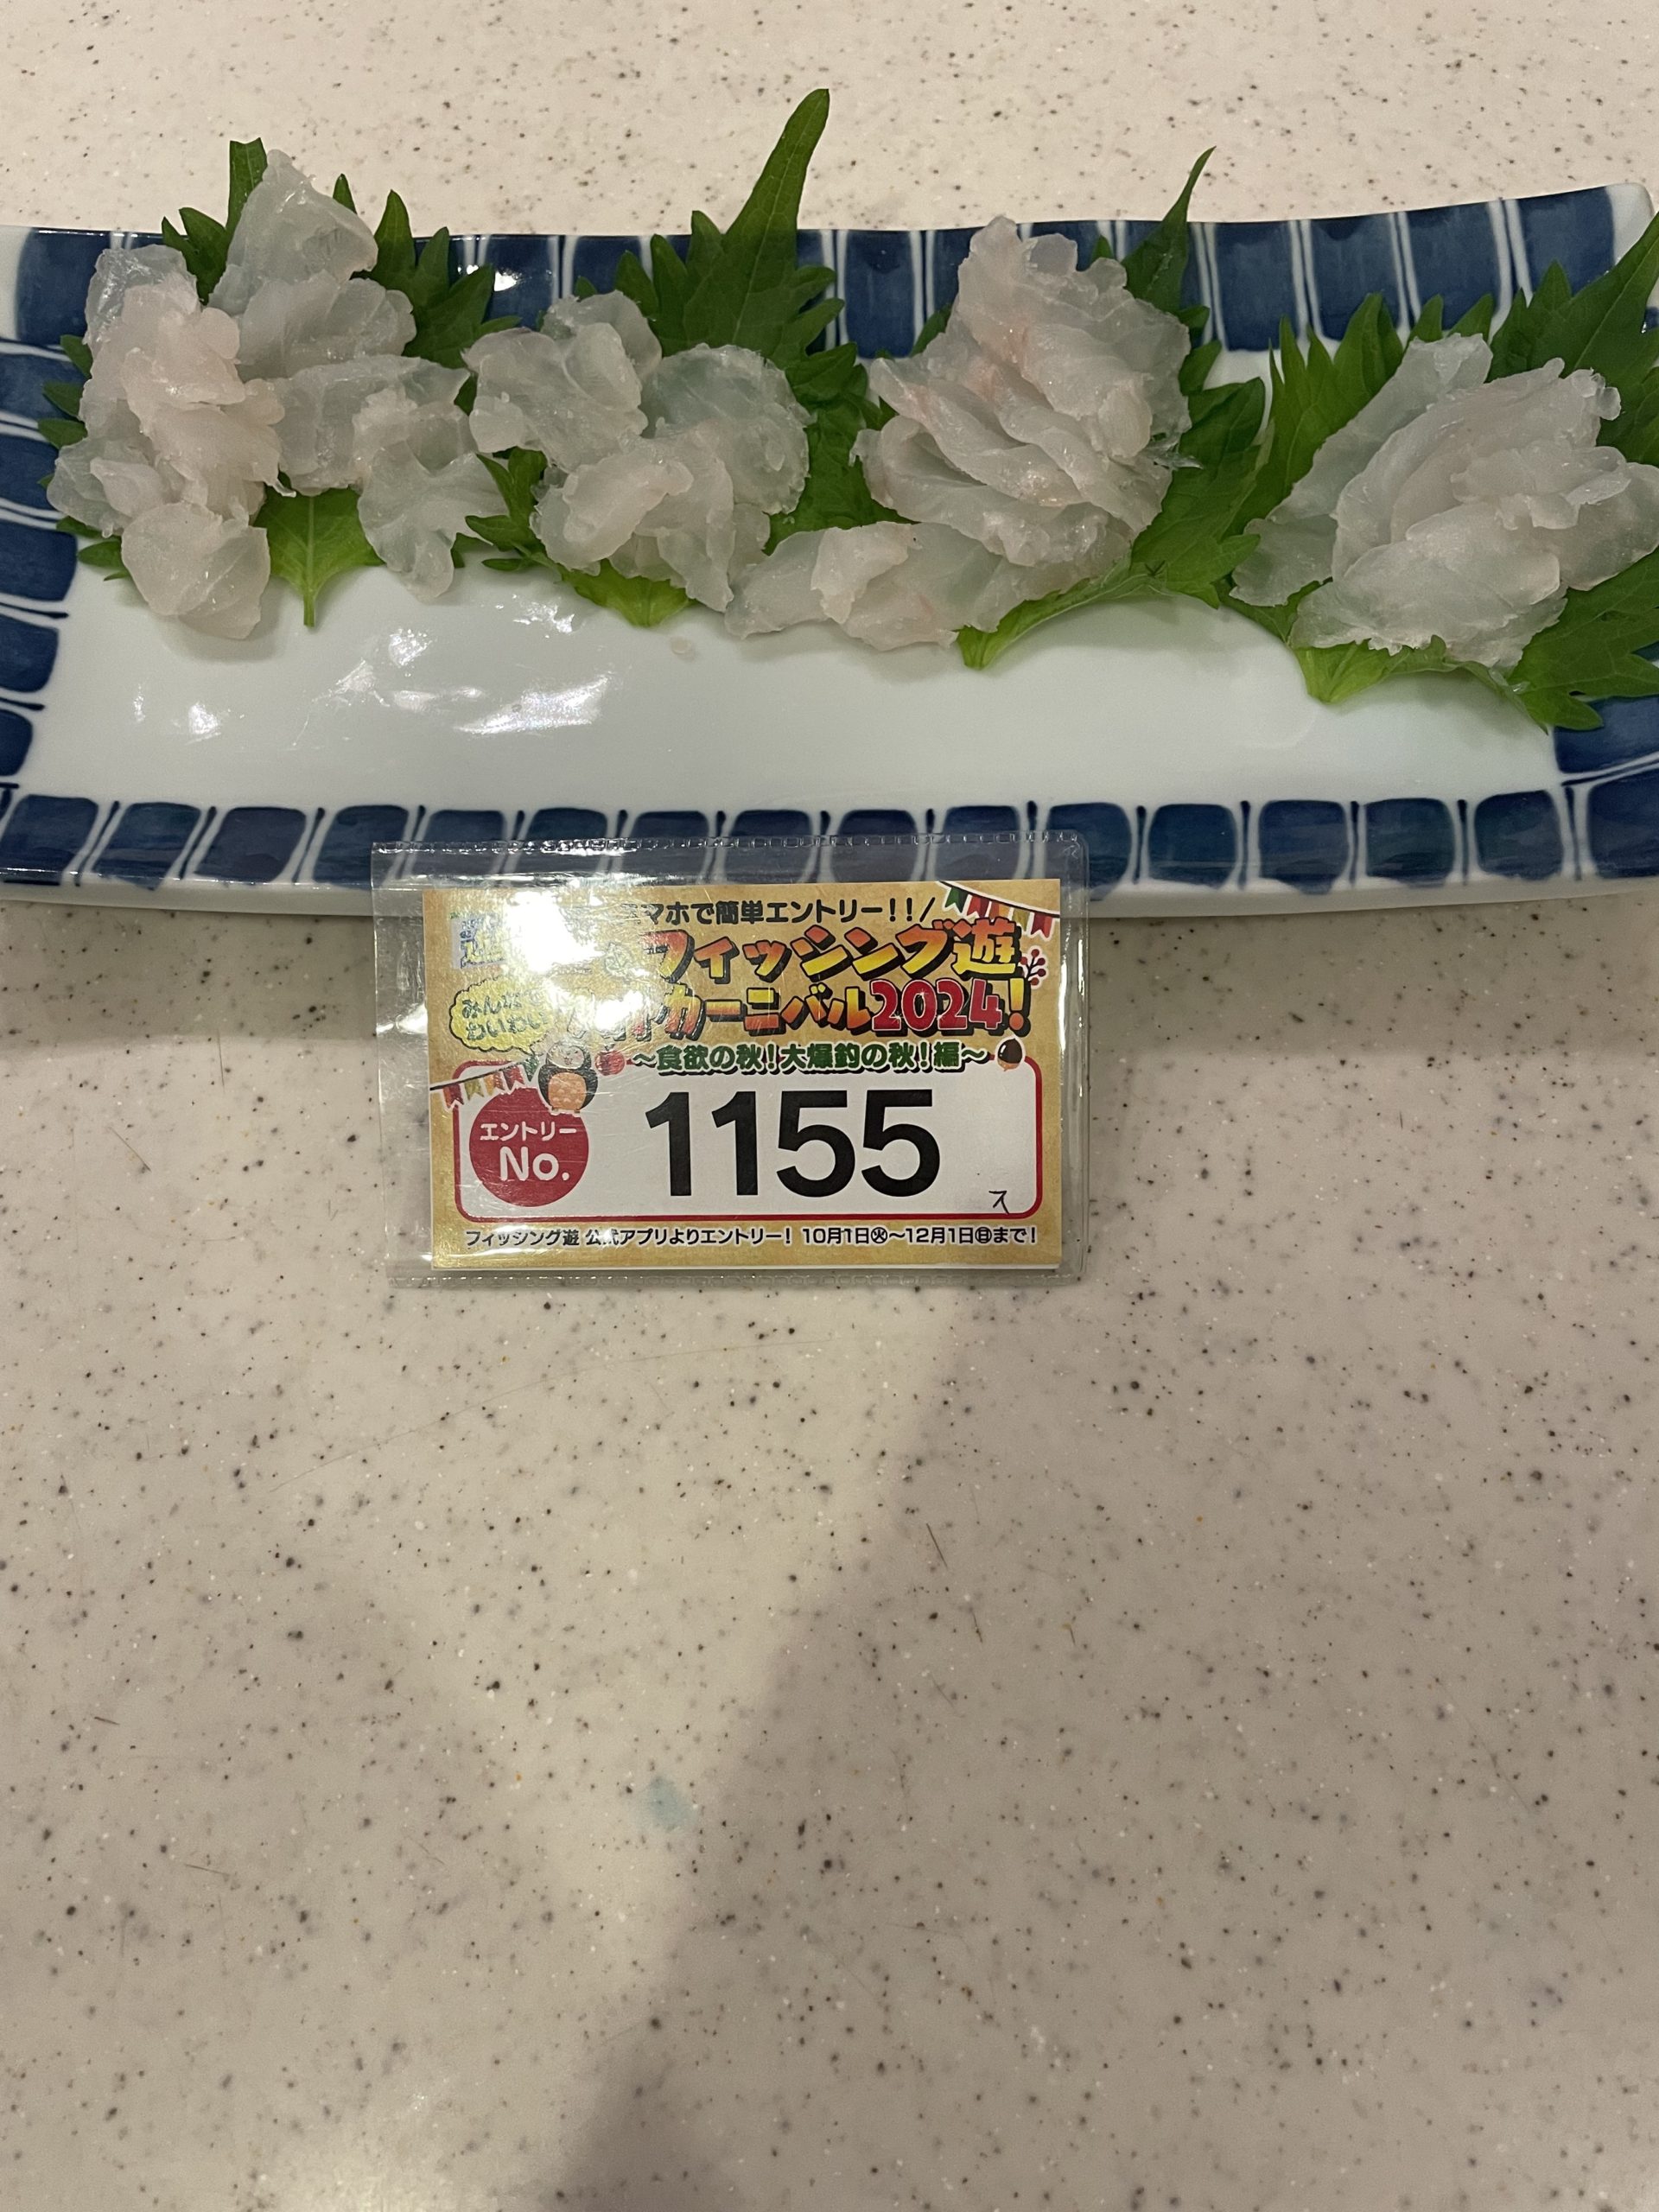 マホで簡単エントリー!!
フィッシング遊
カーニバル2024!
〜食欲の秋!大爆釣の秋!編〜
エントリー
No.
1155
ス
フィッシング遊 公式アプリよりエントリー! 10月1日㊋〜12月1日㊐まで!